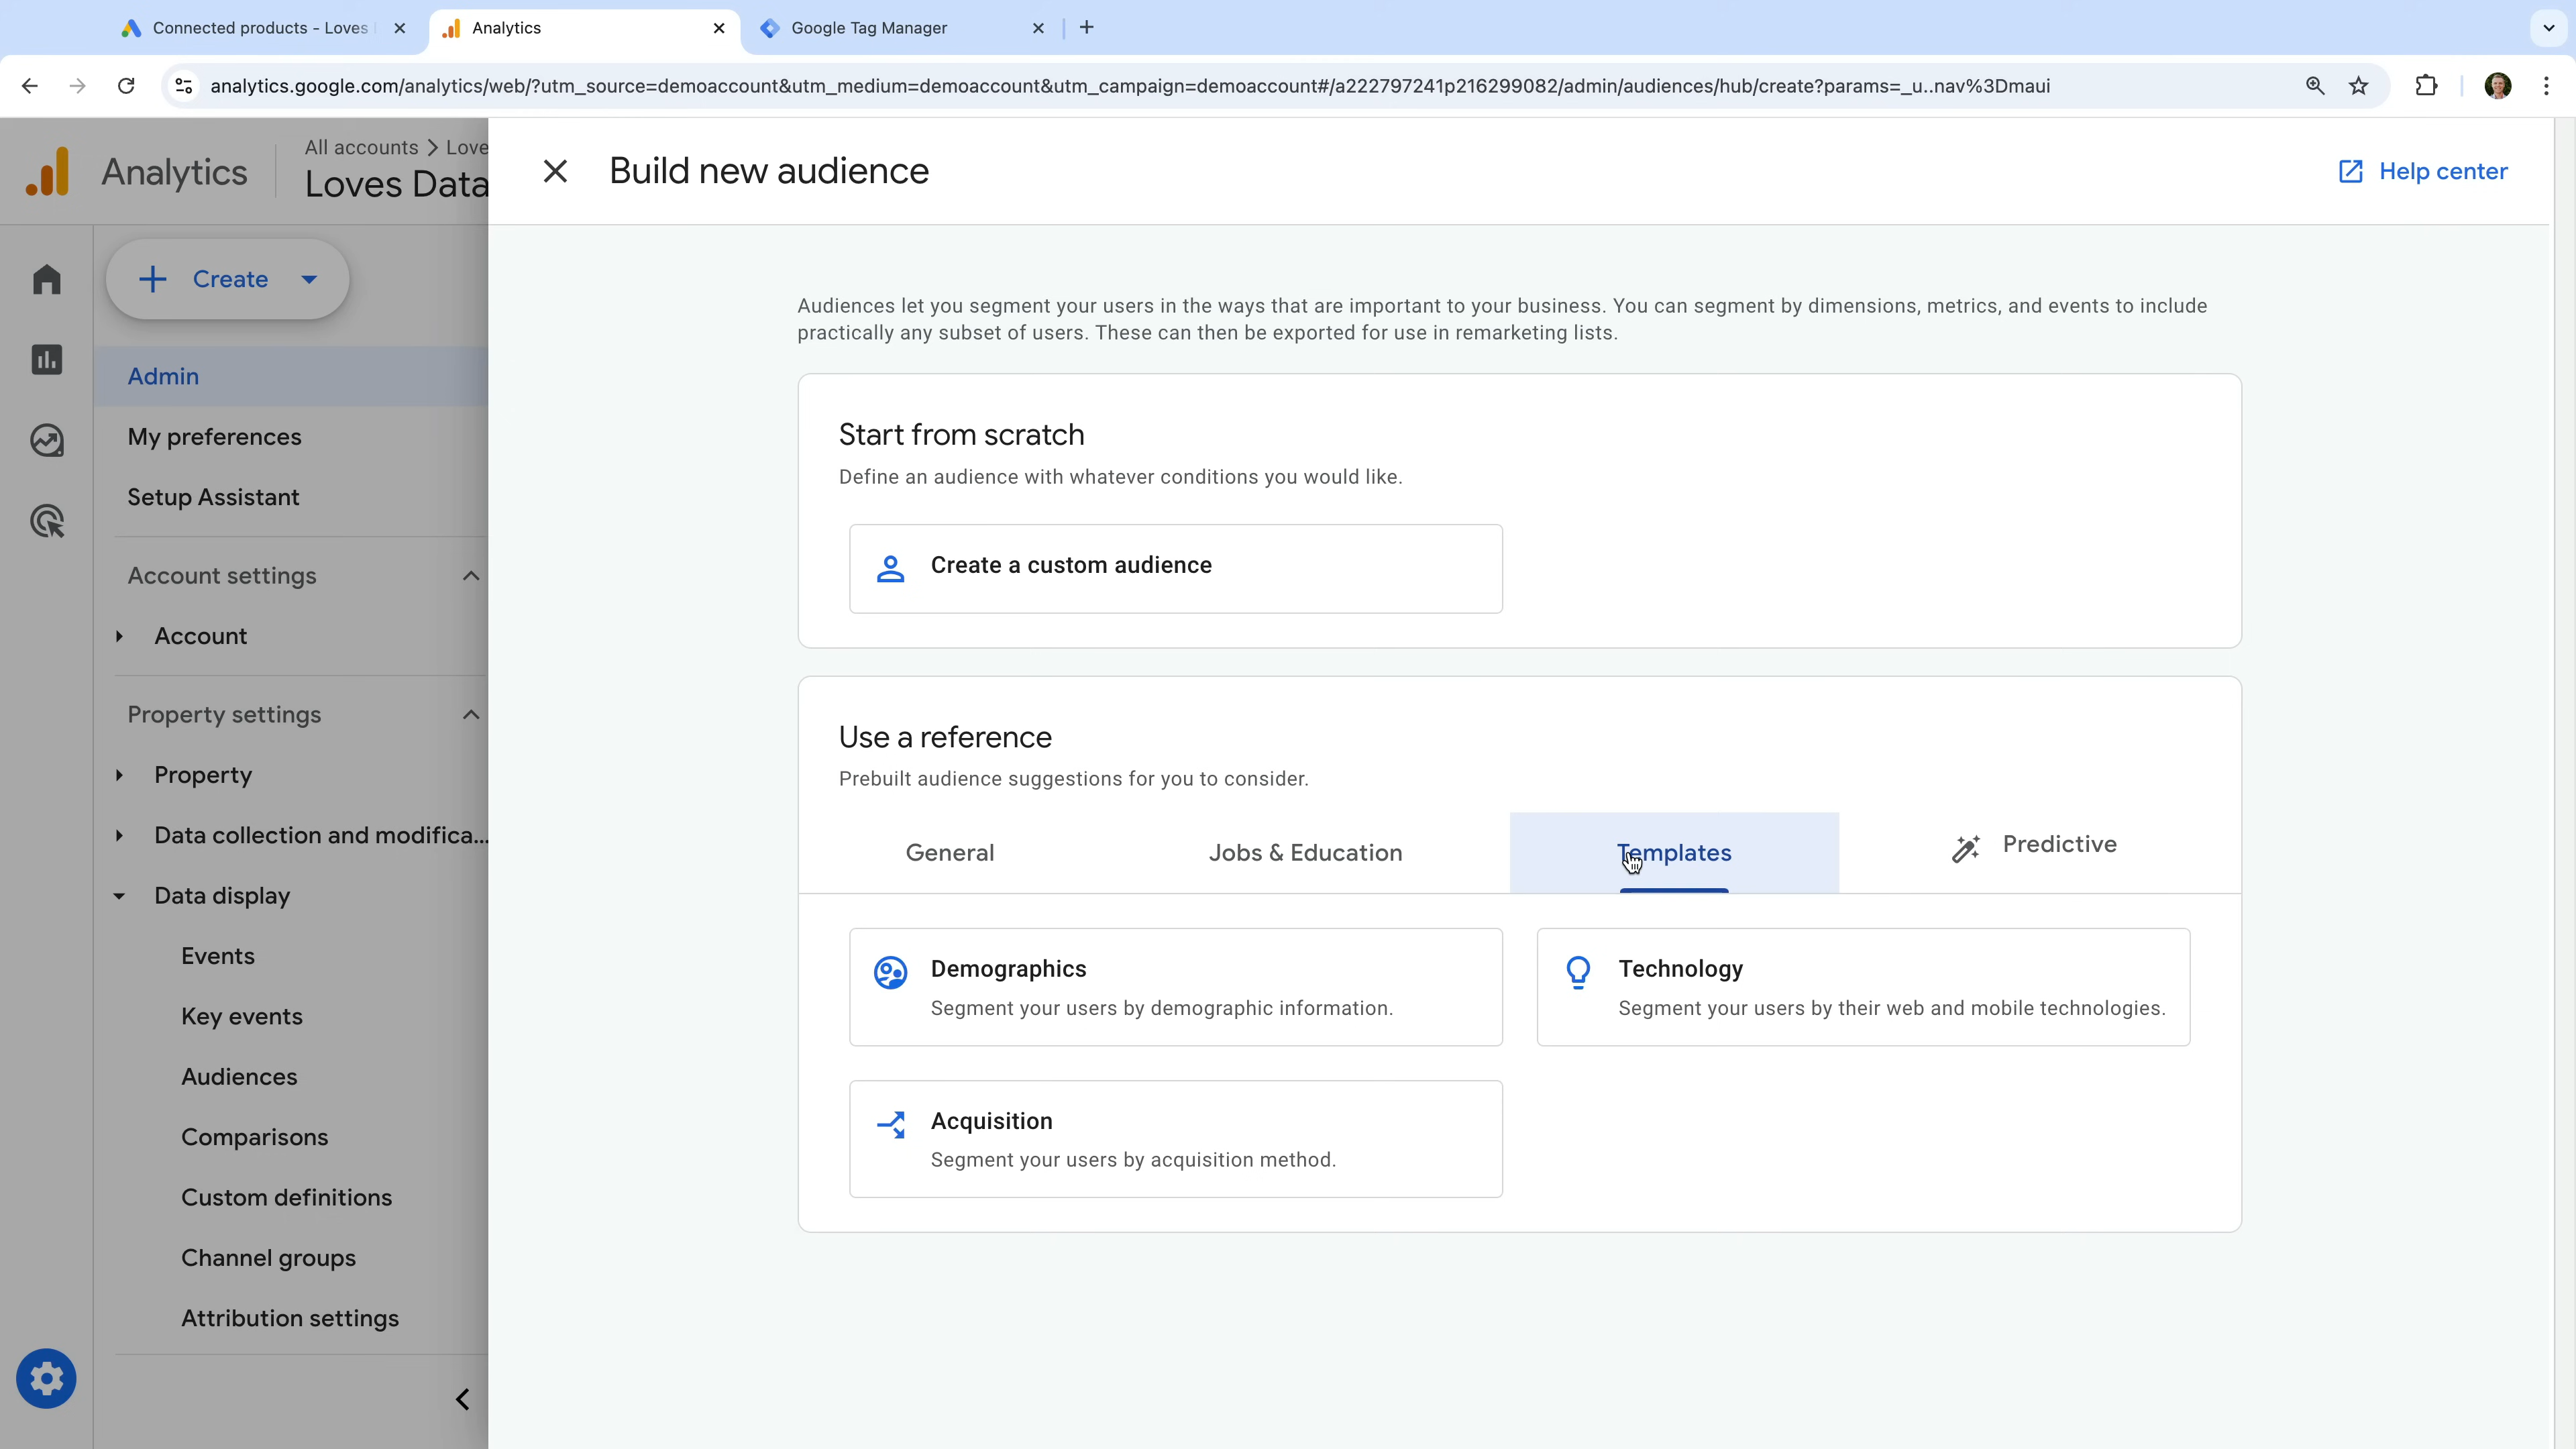 Connected products - Loves
Analytics
Google Tag Manager
analytics.google.com/analytics/web/?utm_source=demoaccount&utm_medium=demoaccount&utm_campaign=demoaccount#/a222797241p216299082/admin/audiences/hub/create?params=_u..nav%3Dmaui
Analytics
All accounts > Love
Loves Data
Build new audience
Help center
Create
Admin
My preferences
Setup Assistant
Account settings
Account
Property settings
Property
Data collection and modifica...
Data display
Events
Key events
Audiences
Comparisons
Custom definitions
Channel groups
Attribution settings
Audiences let you segment your users in the ways that are important to your business. You can segment by dimensions, metrics, and events to include
practically any subset of users. These can then be exported for use in remarketing lists.
Start from scratch
Define an audience with whatever conditions you would like.
Create a custom audience
Use a reference
Prebuilt audience suggestions for you to consider.
General
Jobs & Education
Templates
Predictive
Demographics
Segment your users by demographic information.
Technology
Segment your users by their web and mobile technologies.
Acquisition
Segment your users by acquisition method.